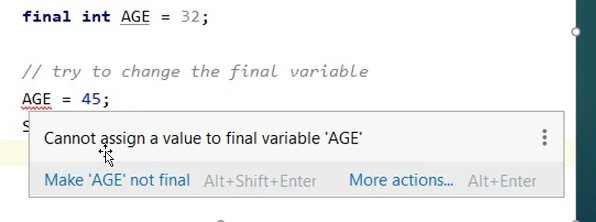 final int AGE = 32;
// try to change the final variable
AGE = 45;
S
Cannot assign a value to final variable 'AGE'
Make 'AGE' not final Alt+Shift+Enter More actions... Alt+Enter